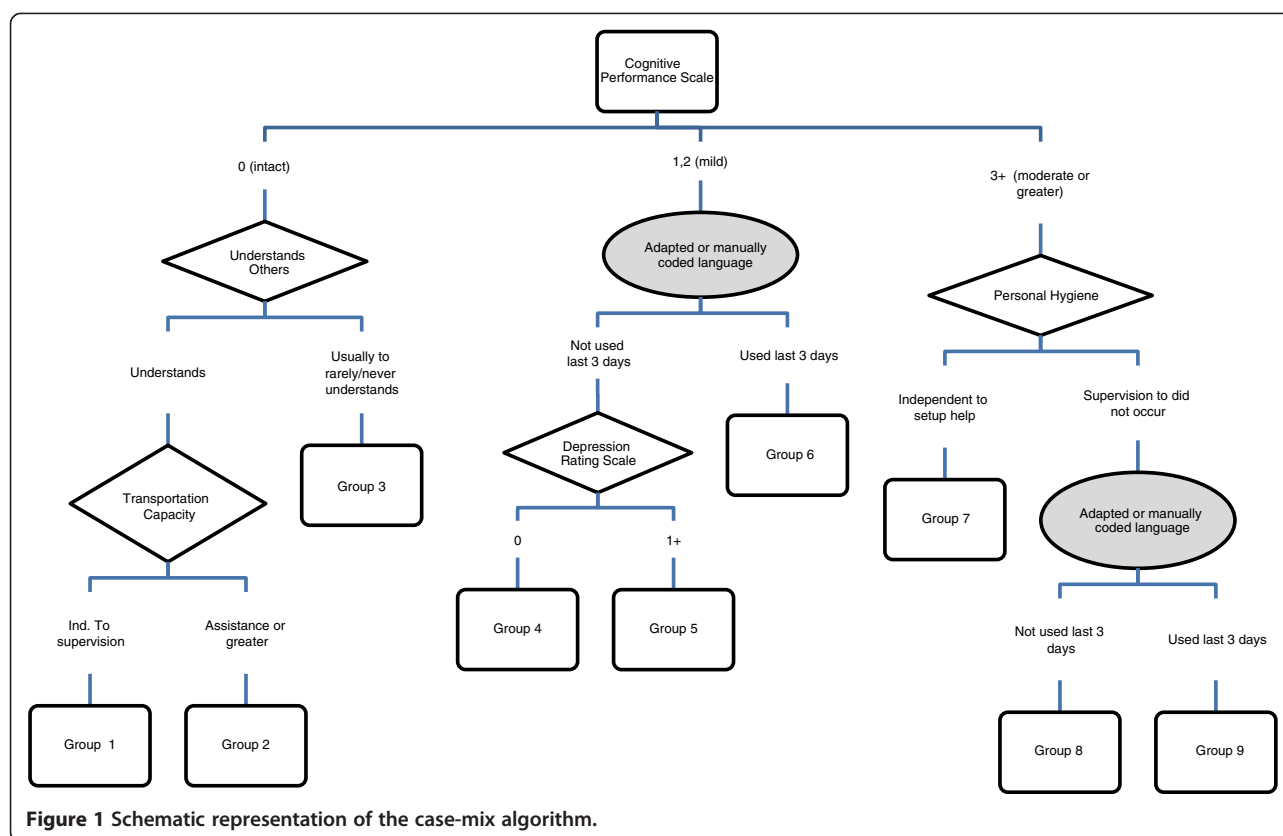 Cognitive
Performance Scale
0 (intact)
1,2 (mild)
3+ (moderate or
greater)
Understands
Others
Adapted or manually
coded language
Personal Hygiene
Understands
Usually to
rarely/never
understands
Not used
last 3 days
Used last 3 days
Independent to
setup help
Supervision to did
not occur
Transportation
Capacity
Group 3
Depression
Rating Scale
Group 6
Group 7
Adapted or manually
coded language
0
1+
Ind. To
supervision
Assistance or
greater
Group 4
Group 5
Not used last 3
days
Used last 3 days
Group 1
Group 2
Group 8
Group 9
Figure 1 Schematic representation of the case-mix algorithm.